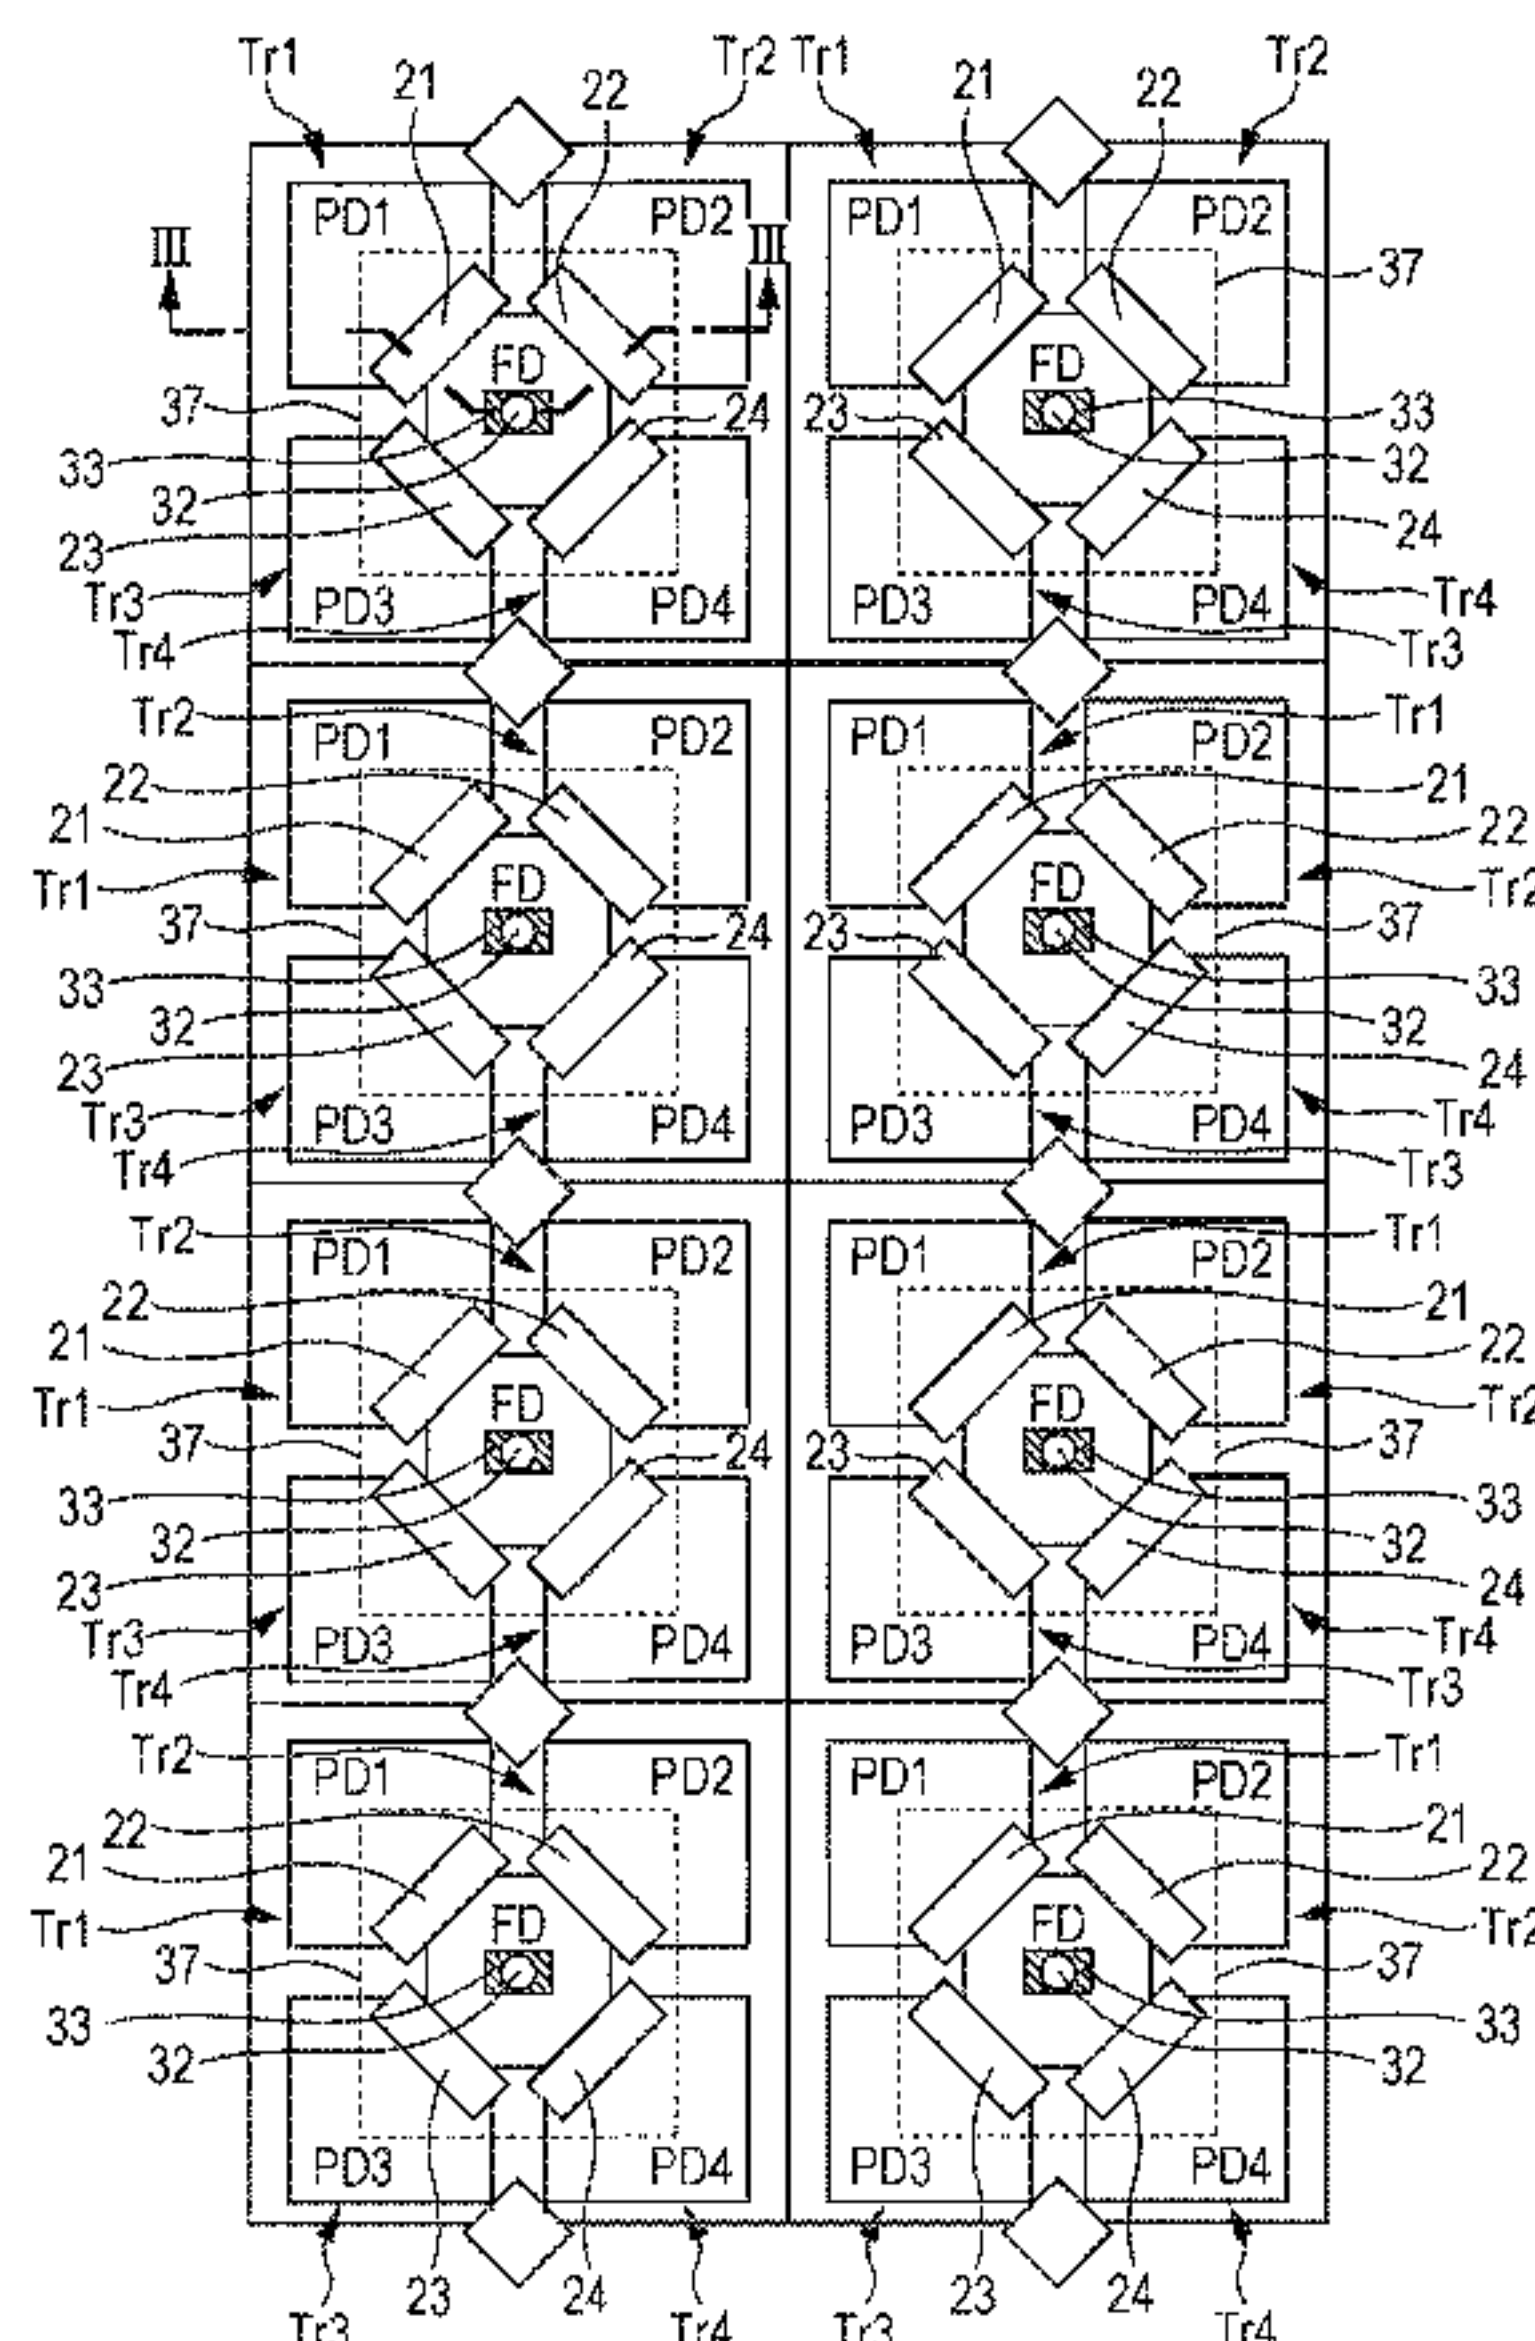 Tr1 21 22 Tr2 Tr1 21 22 Tr2
PD1 PD2 PD1 PD2
III III 37
FD FD
37 24 23 33
33 32
32 24
23
Tr3 PD3 PD4 PD3 PD4 Tr4
Tr4 Tr3
Tr2 PD1 PD2 PD1 PD2 Tr1
22 21
21 22
Tr1 FD FD Tr2
37 24 23 37
33 33
32 32
23 24
Tr3 PD3 PD4 PD3 PD4 Tr4
Tr4 Tr3
Tr2 PD1 PD2 PD1 PD2 Tr1
22 21
21 22
Tr1 FD FD Tr2
37 24 23 37
33 33
32 32
23 24
Tr3 PD3 PD4 PD3 PD4 Tr4
Tr4 Tr3
Tr2 PD1 PD2 PD1 PD2 Tr1
22 21
21 22
Tr1 FD FD Tr2
37 37
33 33
32 32
PD3 PD4 PD3 PD4
23 24 23 24
Tr3 Tr4 Tr3 Tr4